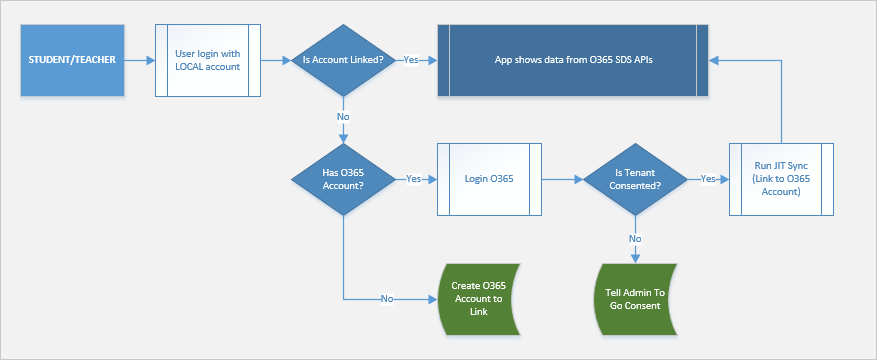 STUDENT/TEACHER
User login with
LOCAL account
Is Account Linked?
Yes
App shows data from O365 SDS APIs
No
Has O365
Account?
Yes
Login O365
Is Tenant
Consented?
Yes
Run JIT Sync
(Link to O365
Account)
No
No
Create O365
Account to
Link
Tell Admin To
Go Consent